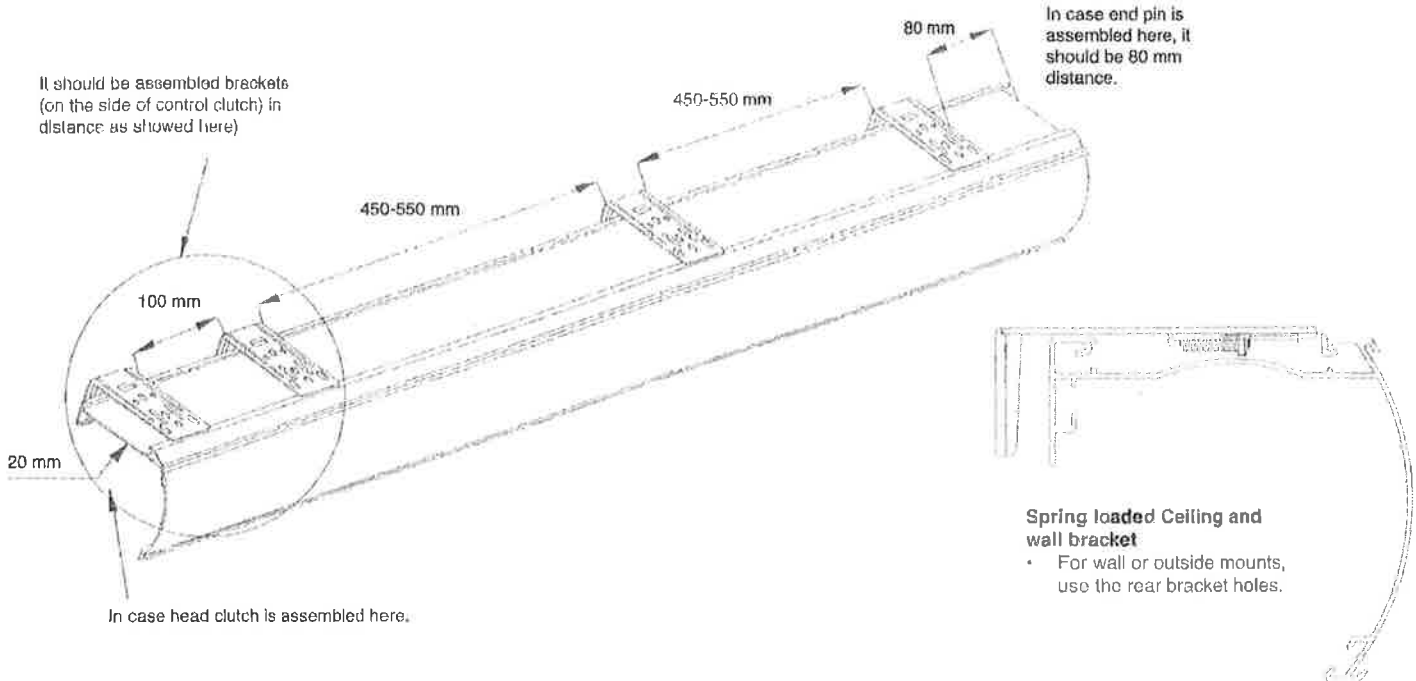 It should be assembled brackets
(on the side of control clutch) in
distance as showed here)
80 mm
In case end pin is
assembled here, it
should be 80 mm
distance.
450-550 mm
450-550 mm
100 mm
20 mm
In case head clutch is assembled here.
Spring loaded Ceiling and
wall bracket
• For wall or outside mounts,
use the rear bracket holes.